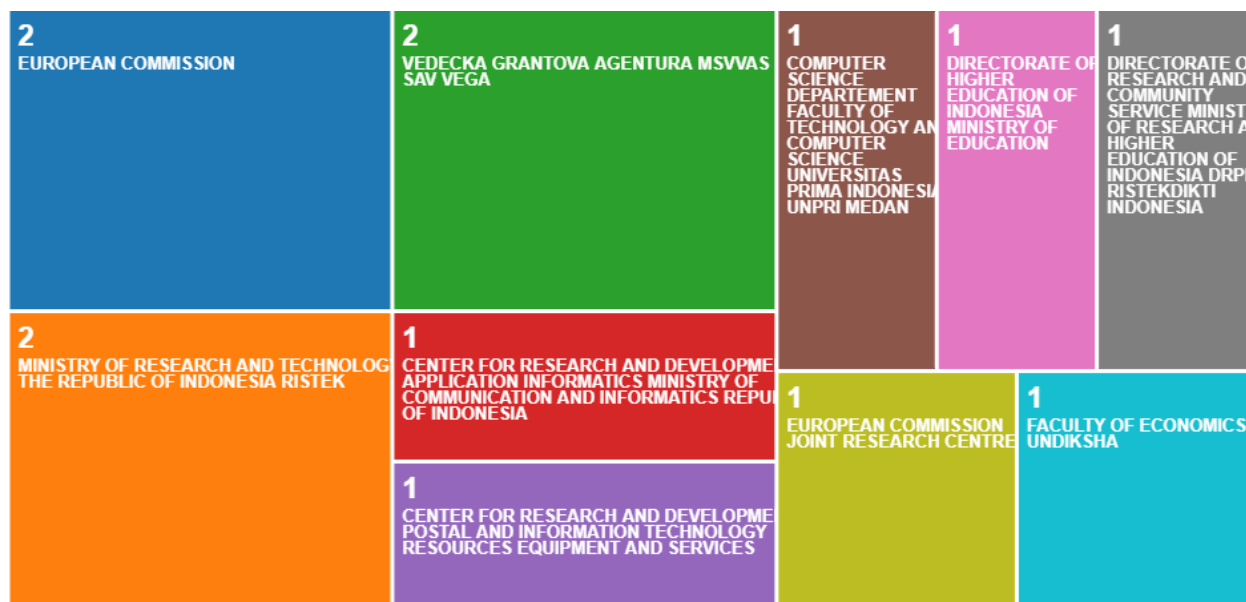 2
EUROPEAN COMMISSION
2
VEDECKA GRANTOVA AGENTURA MSVVAS
SAV VEGA
1
COMPUTER
SCIENCE
DEPARTEMENT
FACULTY OF
TECHNOLOGY AN
COMPUTER
SCIENCE
UNIVERSITAS
PRIMA INDONESIA
UNPRI MEDAN
1
DIRECTORATE OF
HIGHER
EDUCATION OF
INDONESIA
MINISTRY OF
EDUCATION
1
DIRECTORATE O
RESEARCH AND
COMMUNITY
SERVICE MINIST
OF RESEARCH A
HIGHER
EDUCATION OF
INDONESIA DRP
RISTEKDIKTI
INDONESIA
2
MINISTRY OF RESEARCH AND TECHNOLOG
THE REPUBLIC OF INDONESIA RISTEK
1
CENTER FOR RESEARCH AND DEVELOPME
APPLICATION INFORMATICS MINISTRY OF
COMMUNICATION AND INFORMATICS REPU
OF INDONESIA
1
CENTER FOR RESEARCH AND DEVELOPME
POSTAL AND INFORMATION TECHNOLOGY
RESOURCES EQUIPMENT AND SERVICES
1
EUROPEAN COMMISSION
JOINT RESEARCH CENTRE
1
FACULTY OF ECONOMICS
UNDIKSHA